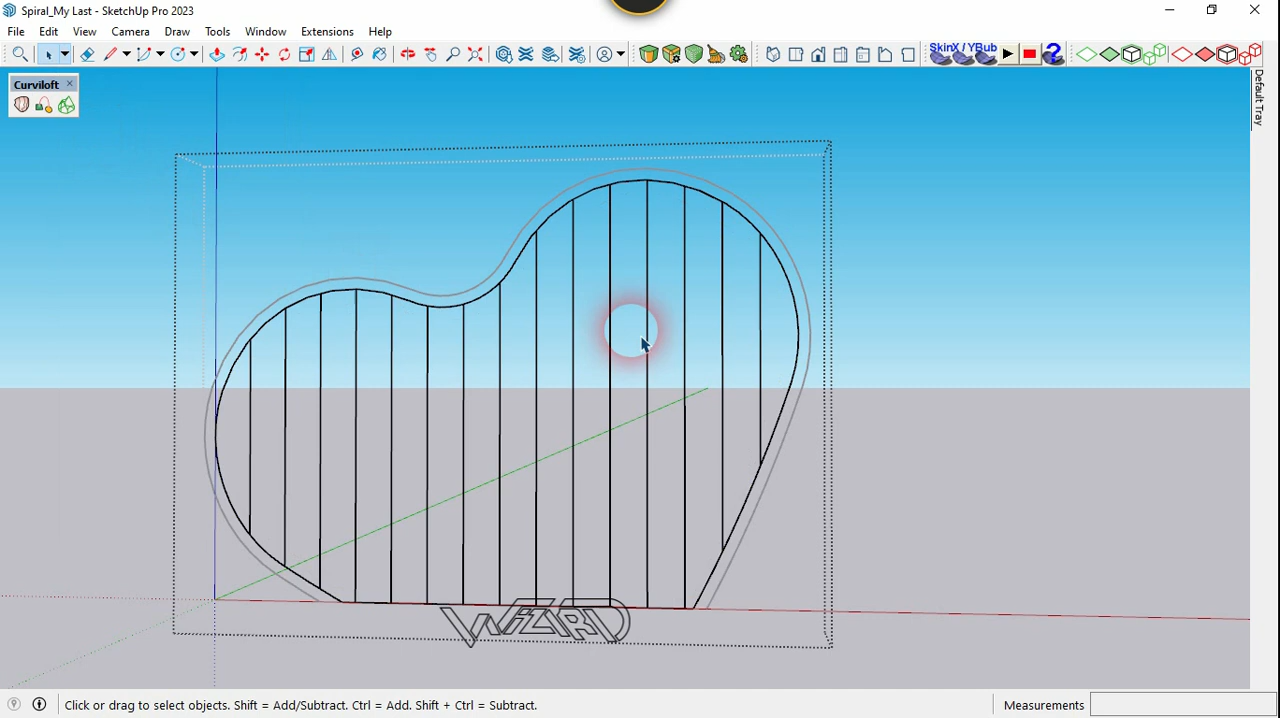 Spiral_My Last - SketchUp Pro 2023
File Edit View Camera Draw Tools Window Extensions Help
SkinX / YBub
Curviloft
Default Tray
WZARD
Click or drag to select objects. Shift = Add/Subtract. Ctrl = Add. Shift + Ctrl = Subtract.
Measurements